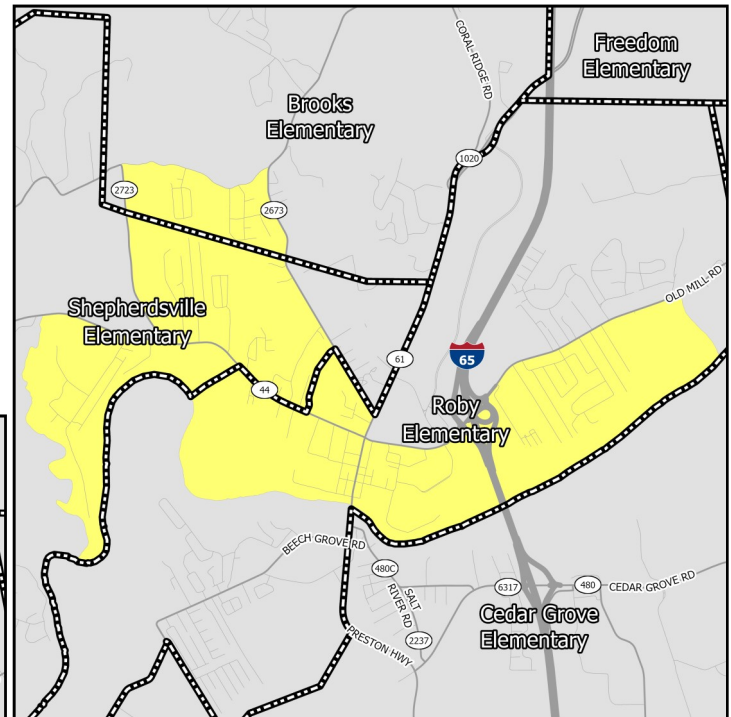 CORAL RIDGE RD
Freedom
Elementary
Brooks
Elementary
1020
2723
2673
OLD MILL RD
Shepherdsville
Elementary
61
65
44
Roby
Elementary
BEECH GROVE RD
480C
SALT
RIVER RD
6317
480
CEDAR GROVE RD
Cedar Grove
Elementary
2237
PRESTON HWY